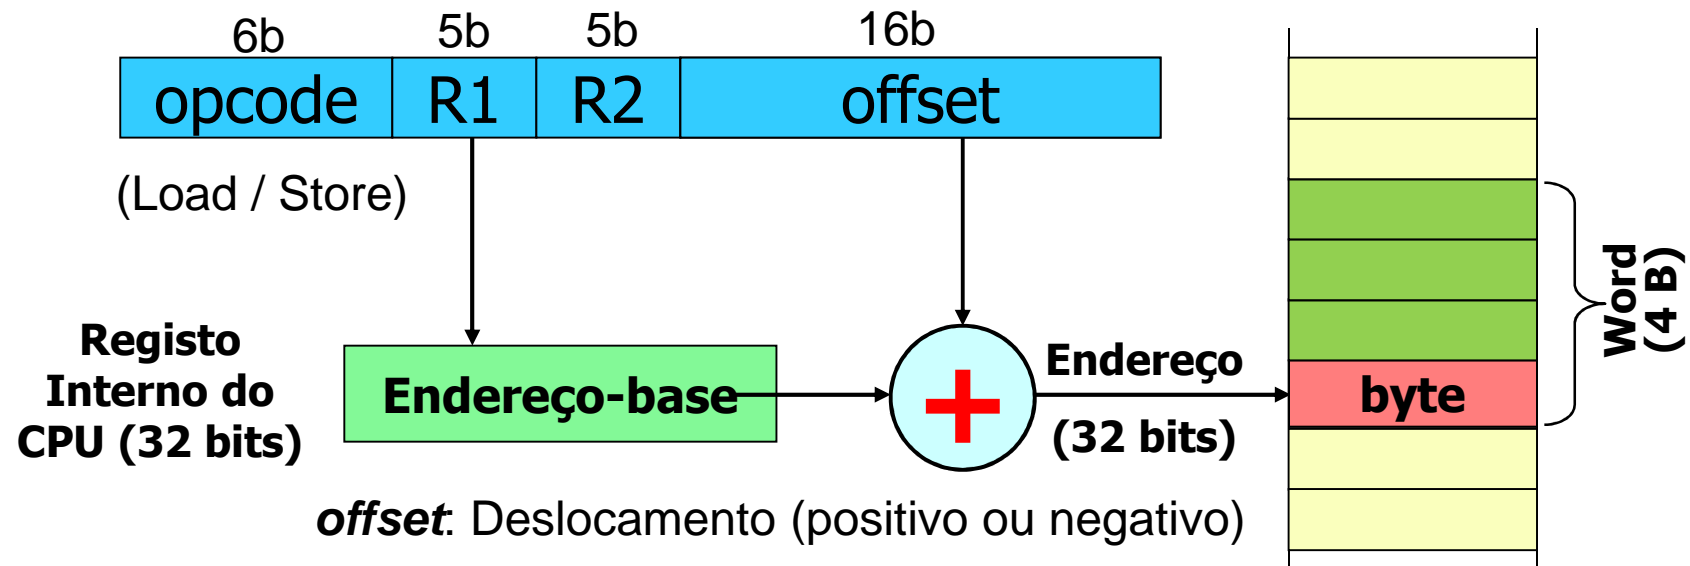 6b 5b 5b 16b
opcode R1 R2 offset
(Load / Store)
Registo
Interno do
CPU (32 bits)
Endereço-base
+
Endereço
(32 bits)
byte
Word
(4 B)
offset: Deslocamento (positivo ou negativo)